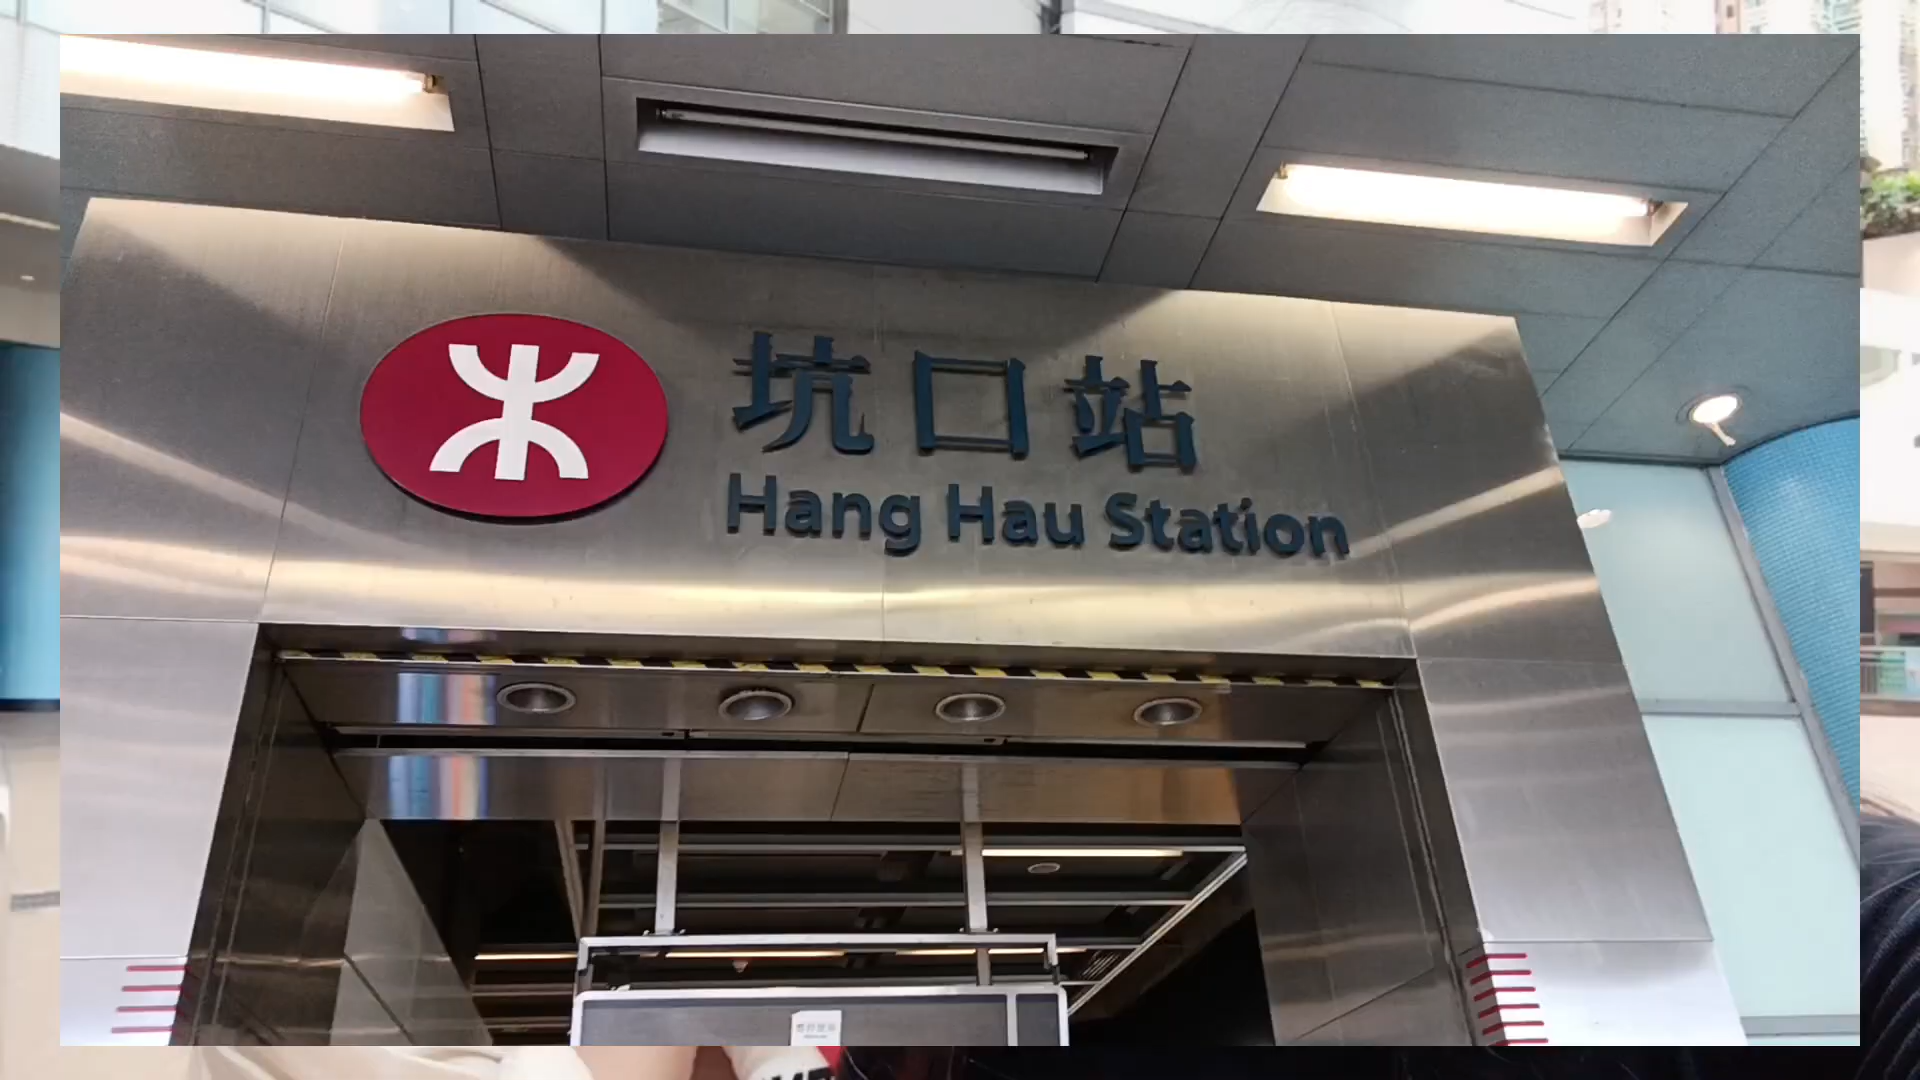 坑口站
Hang Hau Station